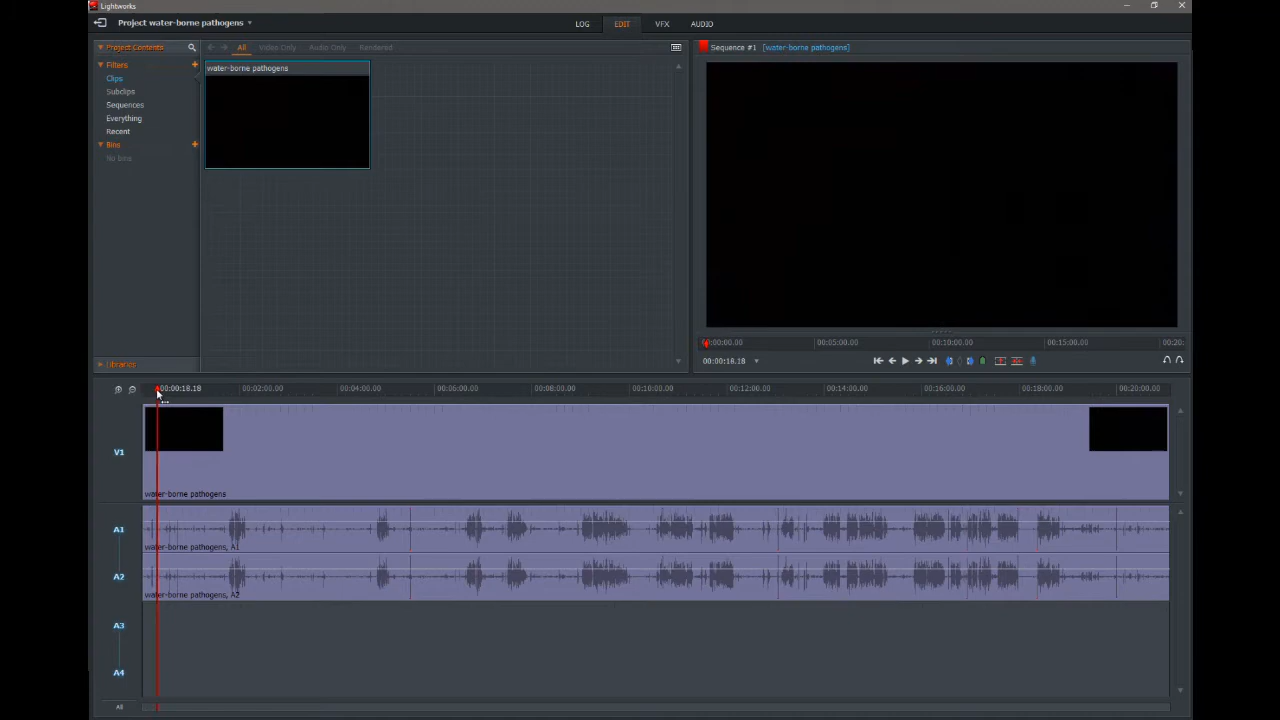 Lightworks
Project water-borne pathogens
LOG EDIT VFX AUDIO
Project Contents
All Video Only Audio Only Rendered
Sequence #1 [water-borne pathogens]
Filters
Clips
Subclips
Sequences
Everything
Recent
Bins
No bins
water-borne pathogens
00:00:00.00 00:05:00.00 00:10:00.00 00:15:00.00 00:20:
Libraries
00:00:18.18
00:00:18.18 00:02:00.00 00:04:00.00 00:06:00.00 00:08:00.00 00:10:00.00 00:12:00.00 00:14:00.00 00:16:00.00 00:18:00.00 00:20:00.00
V1
water-borne pathogens
A1
water-borne pathogens, A1
A2
water-borne pathogens, A2
A3
A4
All